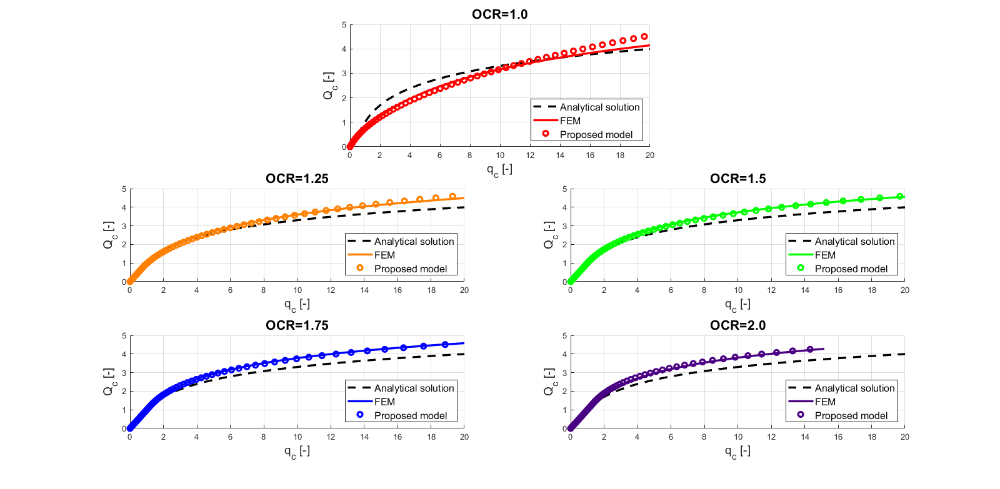 OCR=1.0
5
4
3
2
1
0
Q_c [-]
Analytical solution
FEM
Proposed model
0 2 4 6 8 10 12 14 16 18 20
q_c [-]
OCR=1.25
5
4
3
2
1
0
Q_c [-]
Analytical solution
FEM
Proposed model
0 2 4 6 8 10 12 14 16 18 20
q_c [-]
OCR=1.5
5
4
3
2
1
0
Q_c [-]
Analytical solution
FEM
Proposed model
0 2 4 6 8 10 12 14 16 18 20
q_c [-]
OCR=1.75
5
4
3
2
1
0
Q_c [-]
Analytical solution
FEM
Proposed model
0 2 4 6 8 10 12 14 16 18 20
q_c [-]
OCR=2.0
5
4
3
2
1
0
Q_c [-]
Analytical solution
FEM
Proposed model
0 2 4 6 8 10 12 14 16 18 20
q_c [-]